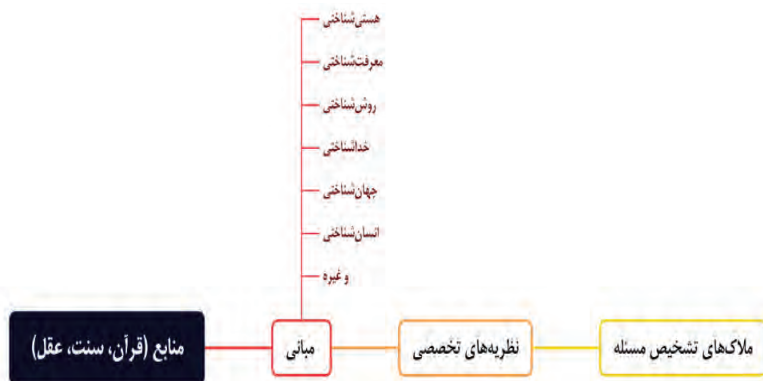 هستی‌شناختی
معرفت‌شناختی
روش‌شناختی
خداشناختی
جهان‌شناختی
انسان‌شناختی
و غیره
ملاک‌های تشخیص مسئله
نظریه‌های تخصصی
مبانی
منابع (قرآن، سنت، عقل)